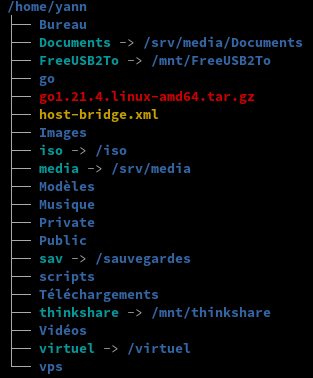 /home/yann
├── Bureau
├── Documents -> /srv/media/Documents
├── FreeUSB2To -> /mnt/FreeUSB2To
├── go
├── go1.21.4.linux-amd64.tar.gz
├── host-bridge.xml
├── Images
├── iso -> /iso
├── media -> /srv/media
├── Modèles
├── Musique
├── Private
├── Public
├── sav -> /sauvegardes
├── scripts
├── Téléchargements
├── thinkshare -> /mnt/thinkshare
├── Vidéos
├── virtuel -> /virtuel
└── vps